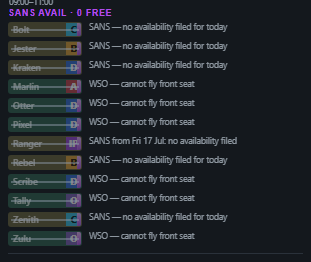 09:00–11:00
SANS AVAIL · 0 FREE
Bolt C SANS — no availability filed for today
Jester B SANS — no availability filed for today
Kraken D SANS — no availability filed for today
Marlin A WSO — cannot fly front seat
Otter D WSO — cannot fly front seat
Pixel D WSO — cannot fly front seat
Ranger SANS from Fri 17 Jul: no availability filed
Rebel B SANS — no availability filed for today
Scribe D WSO — cannot fly front seat
Tally WSO — cannot fly front seat
Zenith C SANS — no availability filed for today
Zulu WSO — cannot fly front seat